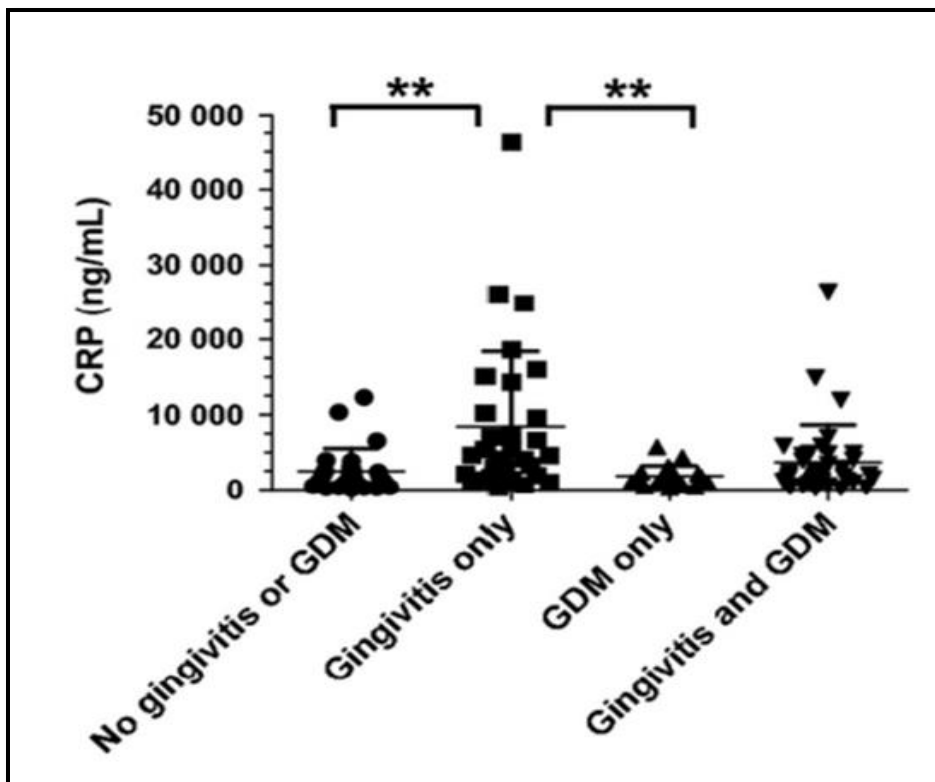 ** **
50 000
40 000
30 000
20 000
10 000
0
CRP (ng/mL)
No gingivitis or GDM
Gingivitis only
GDM only
Gingivitis and GDM